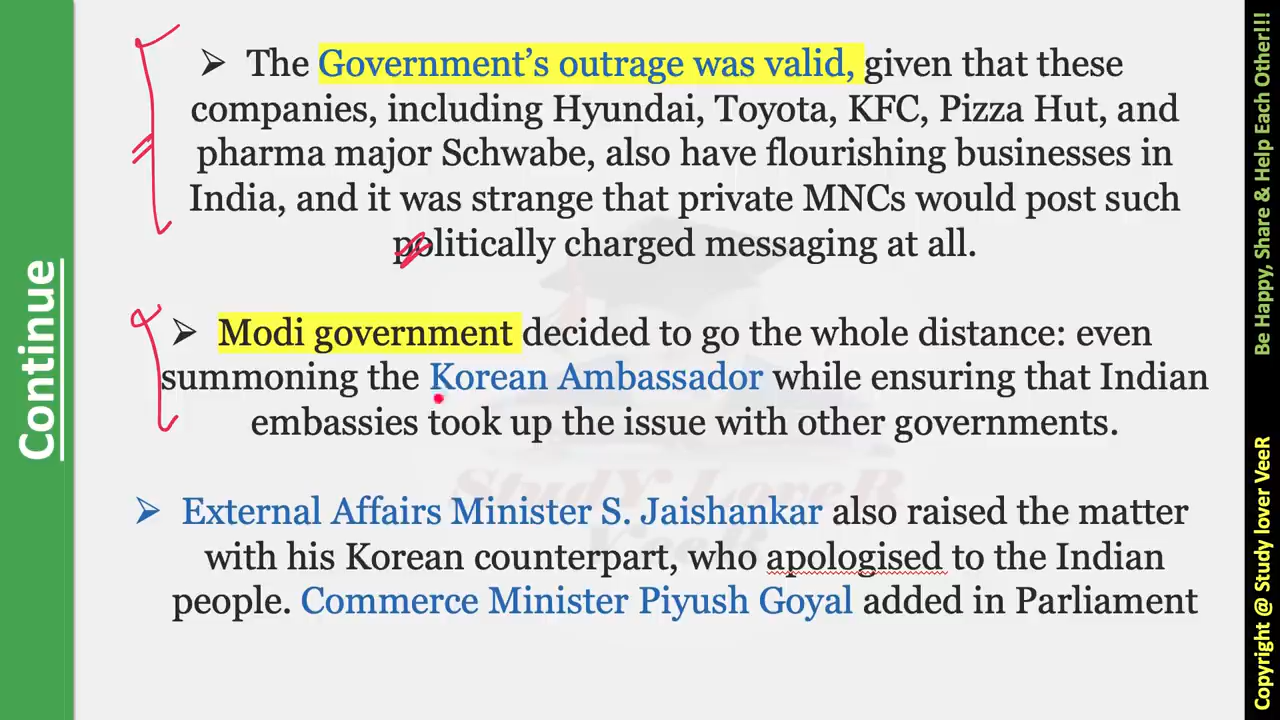 Continue
➢ The Government’s outrage was valid, given that these
companies, including Hyundai, Toyota, KFC, Pizza Hut, and
pharma major Schwabe, also have flourishing businesses in
India, and it was strange that private MNCs would post such
politically charged messaging at all.
➢ Modi government decided to go the whole distance: even
summoning the Korean Ambassador while ensuring that Indian
embassies took up the issue with other governments.
➢ External Affairs Minister S. Jaishankar also raised the matter
with his Korean counterpart, who apologised to the Indian
people. Commerce Minister Piyush Goyal added in Parliament
StudY LoveR
VeeR
Be Happy, Share & Help Each Other!!!
Copyright @ Study lover VeeR